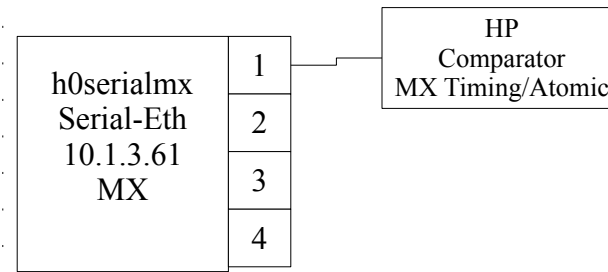 h0serialmx
Serial-Eth
10.1.3.61
MX
1
2
3
4
HP
Comparator
MX Timing/Atomic